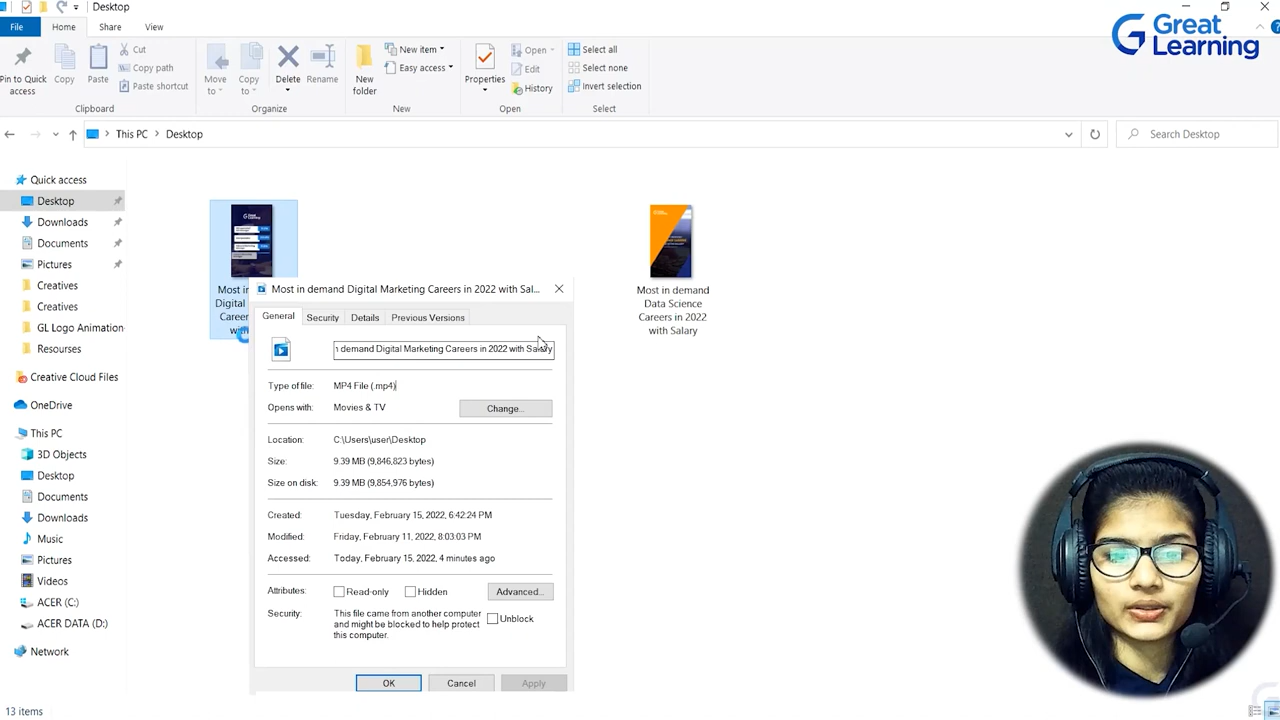 Desktop
File
Home
Share
View
Great
Learning
Pin to Quick
access
Copy
Paste
Cut
Copy path
Paste shortcut
Clipboard
Move
to
Copy
to
Delete
Rename
Organize
New
folder
New item
Easy access
New
Properties
Open
Edit
History
Open
Select all
Select none
Invert selection
Select
This PC > Desktop
Search Desktop
Quick access
Desktop
Downloads
Documents
Pictures
Creatives
Creatives
GL Logo Animation
Resourses
Creative Cloud Files
OneDrive
This PC
3D Objects
Desktop
Documents
Downloads
Music
Pictures
Videos
ACER (C:)
ACER DATA (D:)
Network
13 items
Great
Learning
Most in
Digital
Career
with
Most in demand
Data Science
Careers in 2022
with Salary
Most in demand Digital Marketing Careers in 2022 with Sal...
General
Security
Details
Previous Versions
demand Digital Marketing Careers in 2022 with Salary
Type of file: MP4 File (.mp4)
Opens with: Movies & TV
Change...
Location: C:\Users\user\Desktop
Size: 9.39 MB (9,846,823 bytes)
Size on disk: 9.39 MB (9,854,976 bytes)
Created: Tuesday, February 15, 2022, 6:42:24 PM
Modified: Friday, February 11, 2022, 8:03:03 PM
Accessed: Today, February 15, 2022, 4 minutes ago
Attributes: Read-only Hidden
Advanced...
Security: This file came from another computer
and might be blocked to help protect
this computer.
Unblock
OK
Cancel
Apply